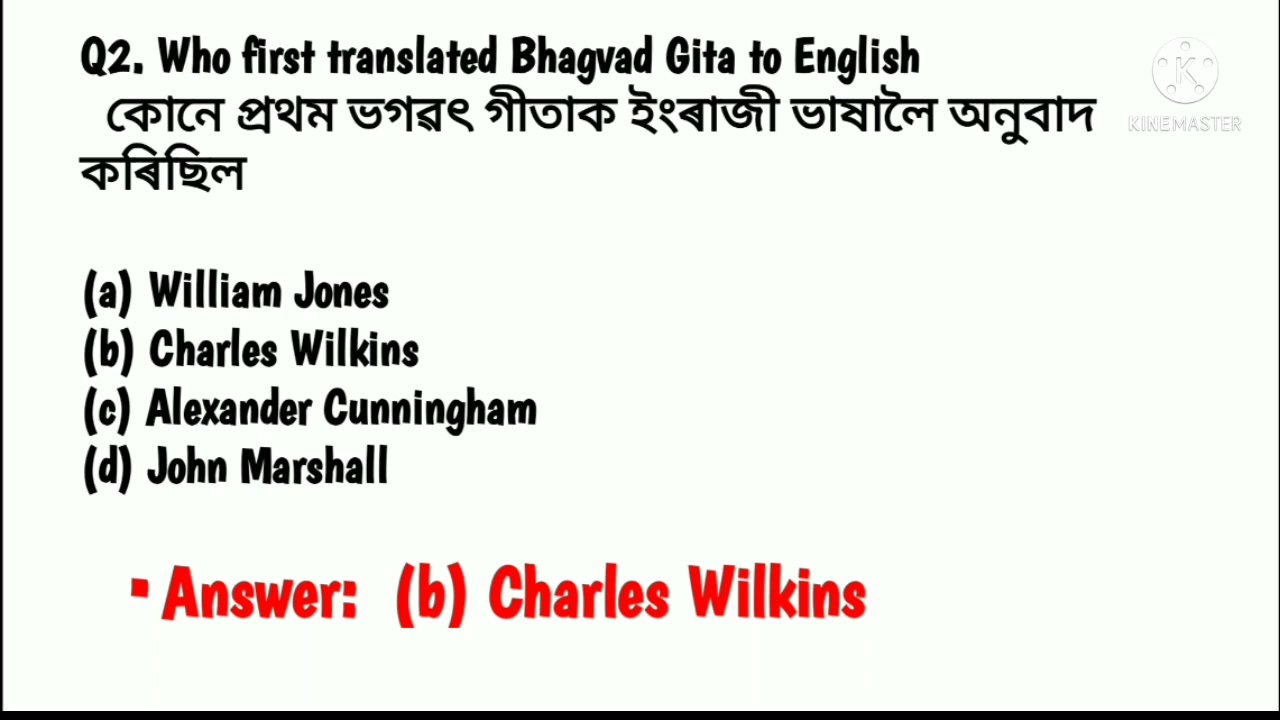 Q2. Who first translated Bhagvad Gita to English
কোনে প্ৰথম ভগৱৎ গীতাক ইংৰাজী ভাষালৈ অনুবাদ
কৰিছিল
(a) William Jones
(b) Charles Wilkins
(c) Alexander Cunningham
(d) John Marshall
▪ Answer: (b) Charles Wilkins
K
KINEMASTER